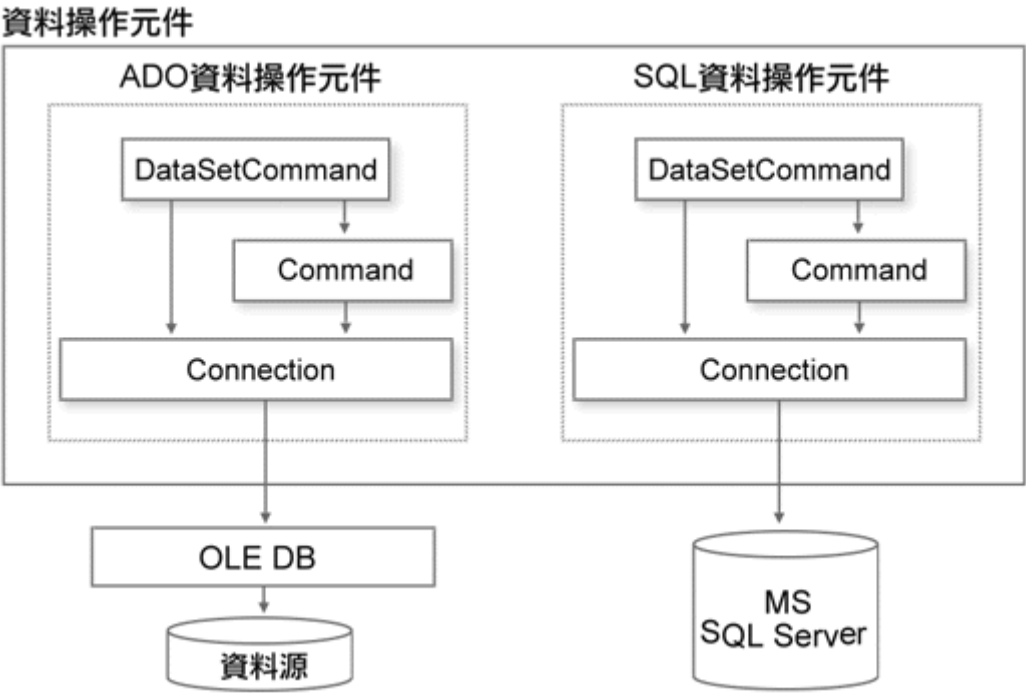 資料操作元件
ADO資料操作元件
DataSetCommand
Command
Connection
OLE DB
資料源
SQL資料操作元件
DataSetCommand
Command
Connection
MS
SQL Server